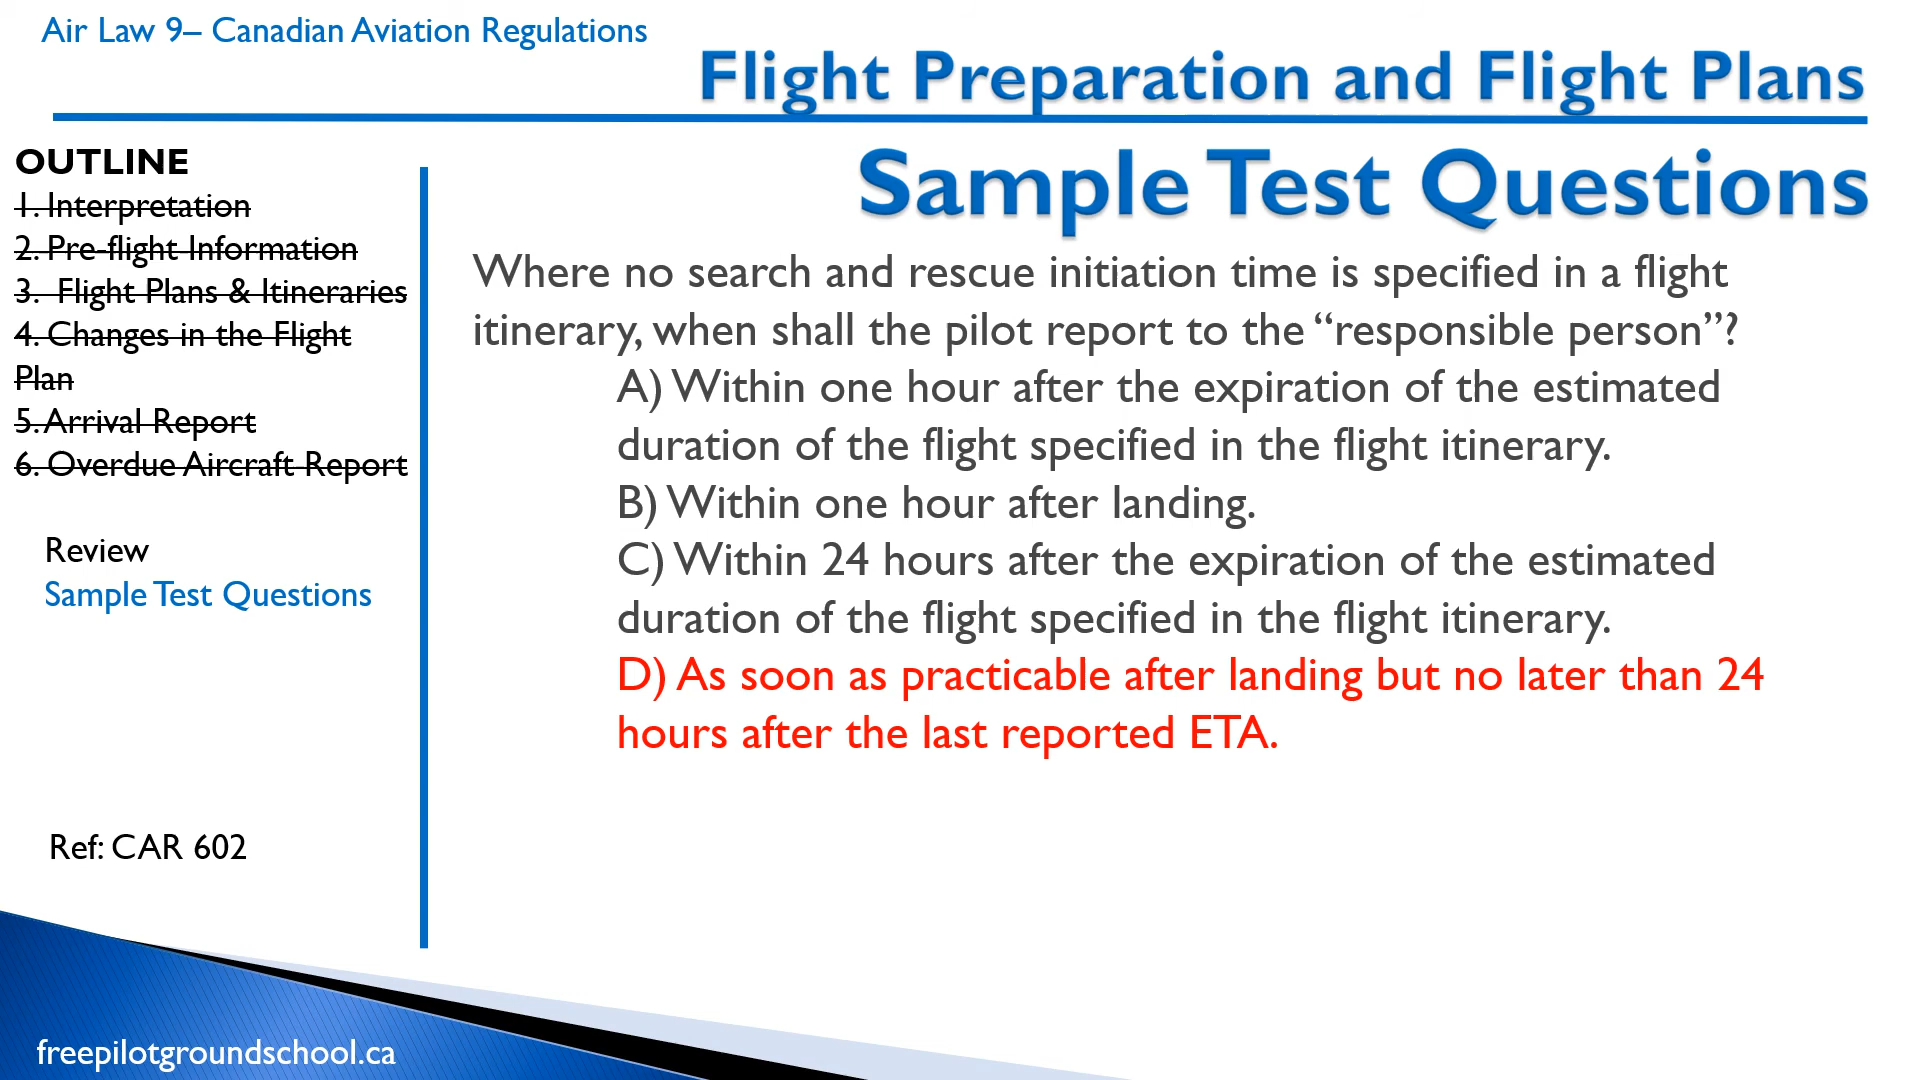 Air Law 9– Canadian Aviation Regulations
Flight Preparation and Flight Plans
OUTLINE
1. Interpretation
2. Pre-flight Information
3. Flight Plans & Itineraries
4. Changes in the Flight
Plan
5. Arrival Report
6. Overdue Aircraft Report
Review
Sample Test Questions
Ref: CAR 602
Sample Test Questions
Where no search and rescue initiation time is specified in a flight
itinerary, when shall the pilot report to the “responsible person”?
A) Within one hour after the expiration of the estimated
duration of the flight specified in the flight itinerary.
B) Within one hour after landing.
C) Within 24 hours after the expiration of the estimated
duration of the flight specified in the flight itinerary.
D) As soon as practicable after landing but no later than 24
hours after the last reported ETA.
freepilotgroundschool.ca